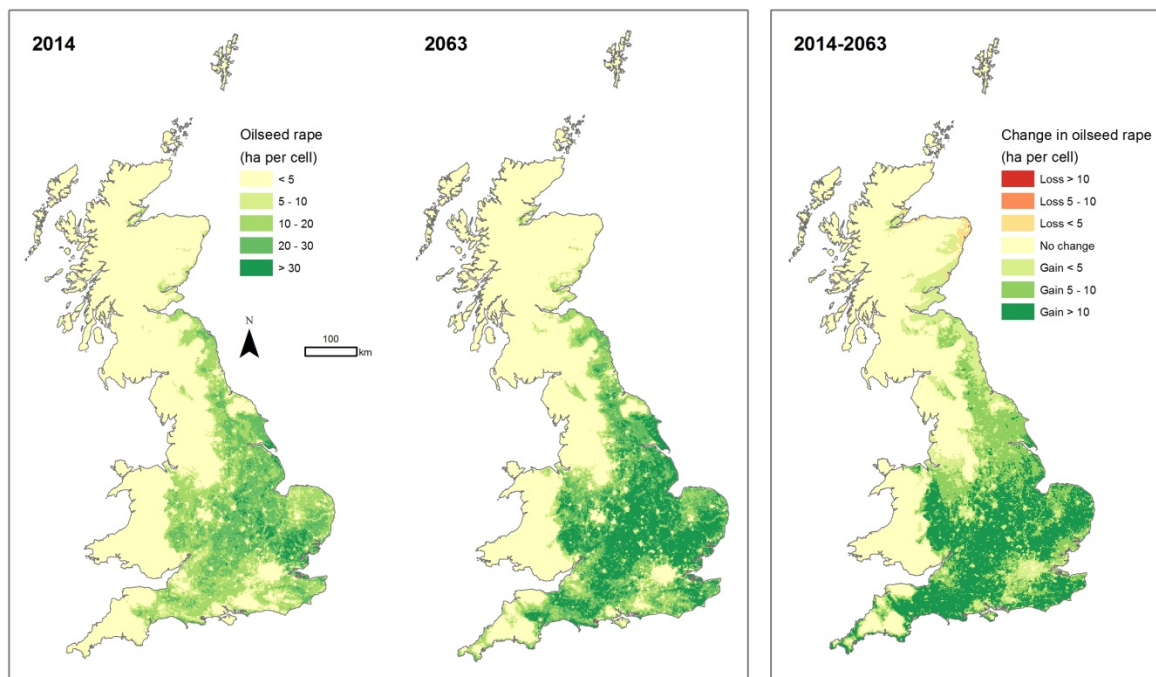 2014
Oilseed rape
(ha per cell)
< 5
5 - 10
10 - 20
20 - 30
> 30
N
100
km
2063
2014-2063
Change in oilseed rape
(ha per cell)
Loss > 10
Loss 5 - 10
Loss < 5
No change
Gain < 5
Gain 5 - 10
Gain > 10